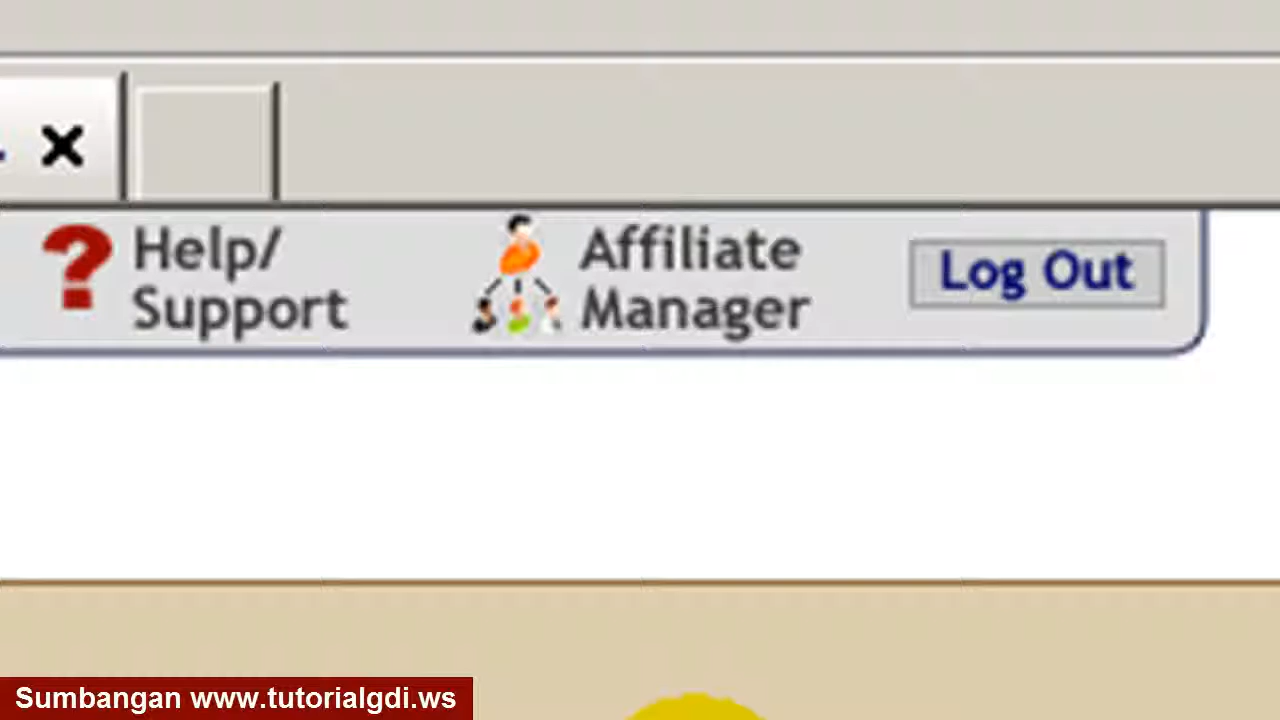 Help/
Support
Affiliate
Manager
Log Out
Sumbangan www.tutorialgdi.ws